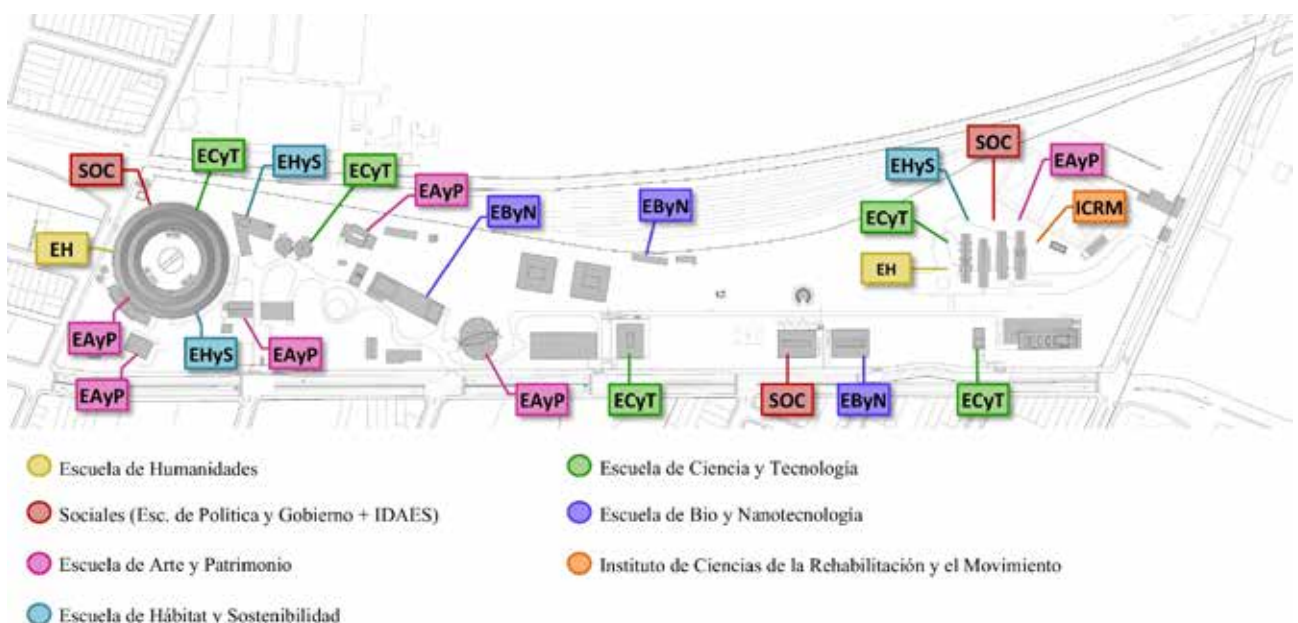 SOC
ECyT
EHyS
ECyT
EAyP
EByN
EByN
EH
EAyP
EAyP
EHyS
EAyP
EAyP
ECyT
SOC
EByN
ECyT
SOC
EHyS
EAyP
ECyT
ICRM
EH
Escuela de Humanidades
Sociales (Esc. de Política y Gobierno + IDAES)
Escuela de Arte y Patrimonio
Escuela de Hábitat y Sostenibilidad
Escuela de Ciencia y Tecnología
Escuela de Bio y Nanotecnología
Instituto de Ciencias de la Rehabilitación y el Movimiento